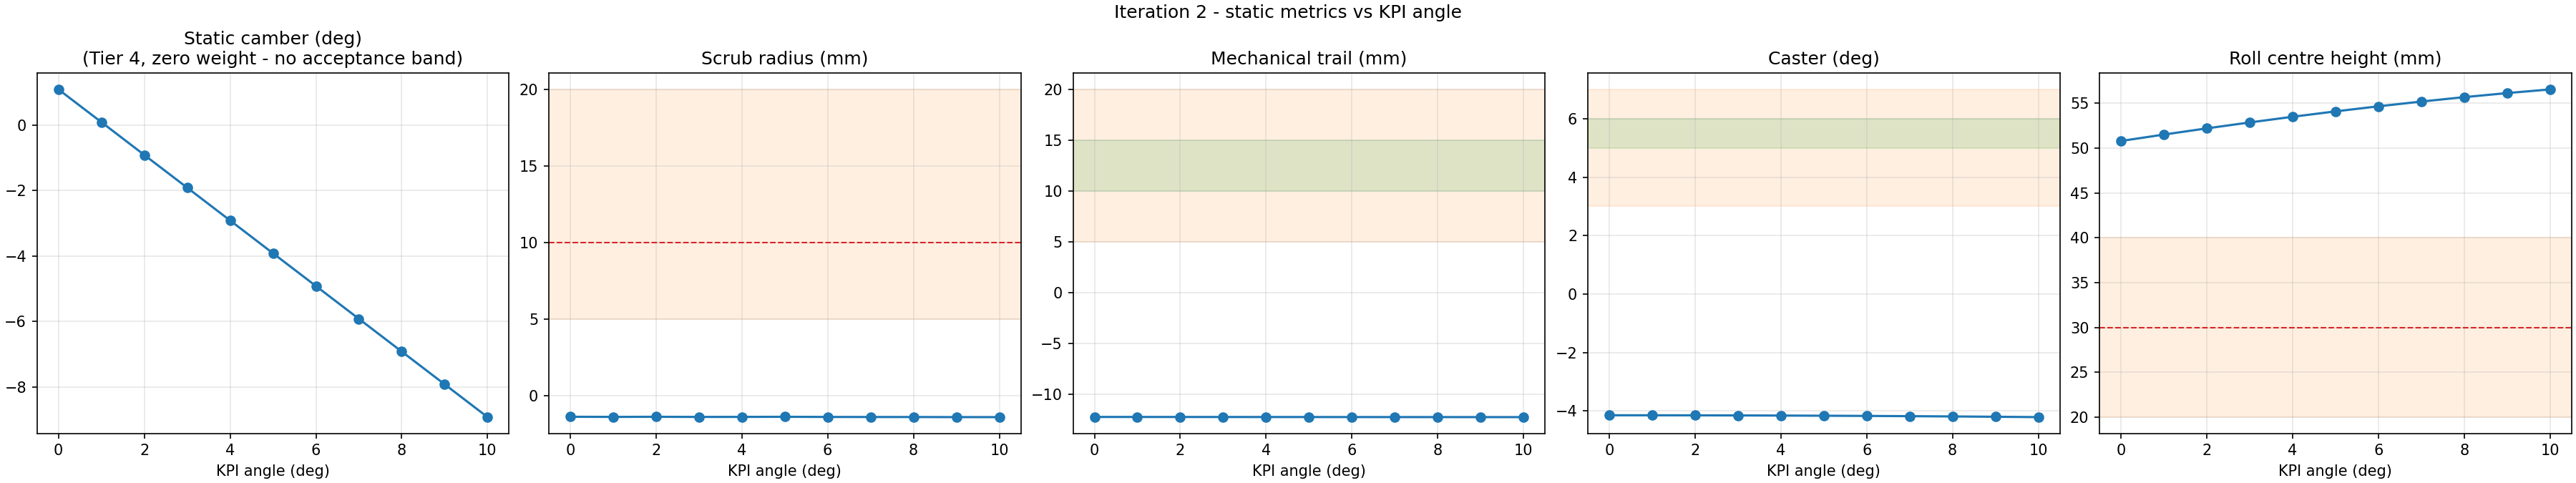 Iteration 2 - static metrics vs KPI angle
Static camber (deg)
(Tier 4, zero weight - no acceptance band)
0
−2
−4
−6
−8
0 2 4 6 8 10
KPI angle (deg)
Scrub radius (mm)
20
15
10
5
0
0 2 4 6 8 10
KPI angle (deg)
Mechanical trail (mm)
20
15
10
5
0
−5
−10
0 2 4 6 8 10
KPI angle (deg)
Caster (deg)
6
4
2
0
−2
−4
0 2 4 6 8 10
KPI angle (deg)
Roll centre height (mm)
55
50
45
40
35
30
25
20
0 2 4 6 8 10
KPI angle (deg)